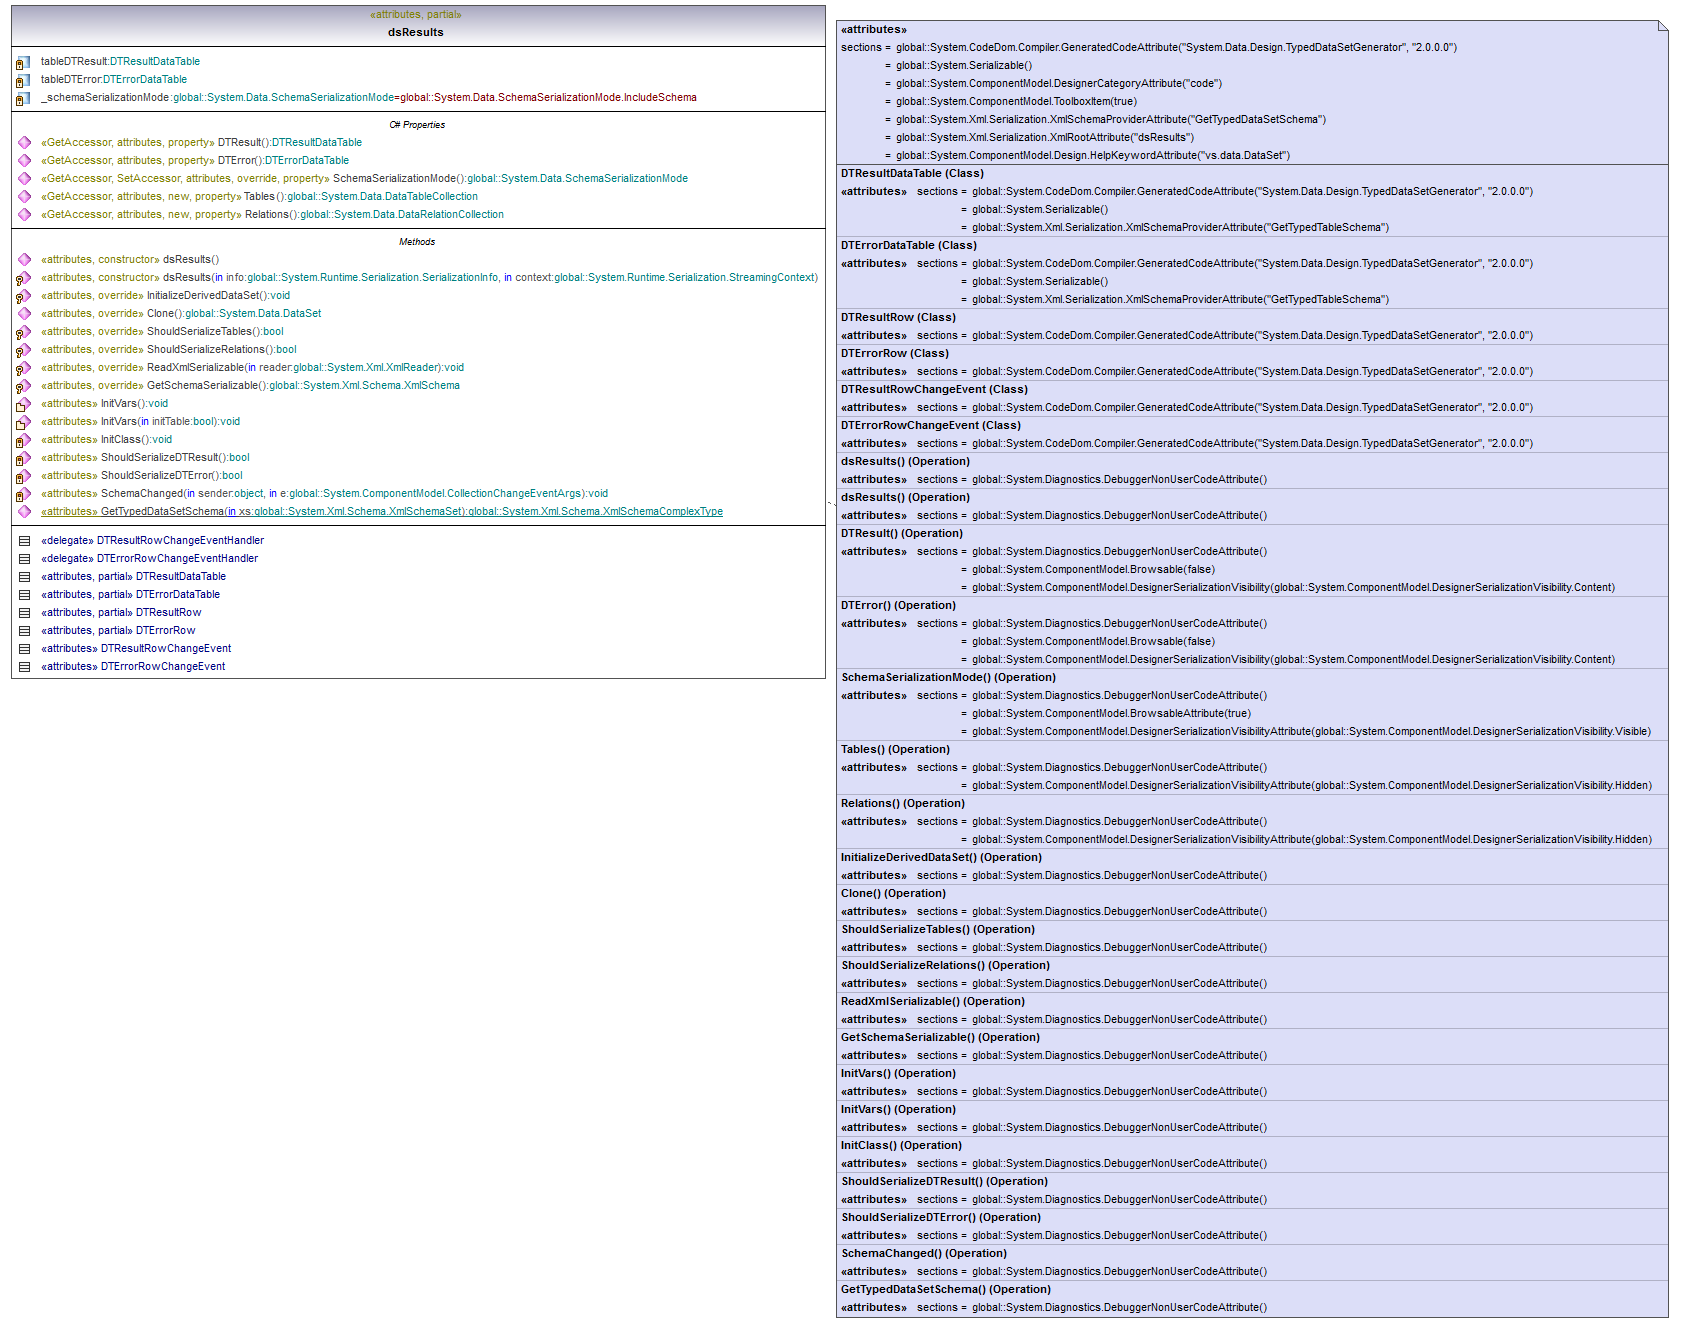 «attributes, partial»
dsResults
tableDTResult:DTResultDataTable
tableDTError:DTErrorDataTable
_schemaSerializationMode:global::System.Data.SchemaSerializationMode=global::System.Data.SchemaSerializationMode.IncludeSchema
C# Properties
«GetAccessor, attributes, property» DTResult():DTResultDataTable
«GetAccessor, attributes, property» DTError():DTErrorDataTable
«GetAccessor, SetAccessor, attributes, override, property» SchemaSerializationMode():global::System.Data.SchemaSerializationMode
«GetAccessor, attributes, new, property» Tables():global::System.Data.DataTableCollection
«GetAccessor, attributes, new, property» Relations():global::System.Data.DataRelationCollection
Methods
«attributes, constructor» dsResults()
«attributes, constructor» dsResults(in info:global::System.Runtime.Serialization.SerializationInfo, in context:global::System.Runtime.Serialization.StreamingContext)
«attributes, override» InitializeDerivedDataSet():void
«attributes, override» Clone():global::System.Data.DataSet
«attributes, override» ShouldSerializeTables():bool
«attributes, override» ShouldSerializeRelations():bool
«attributes, override» ReadXmlSerializable(in reader:global::System.Xml.XmlReader):void
«attributes, override» GetSchemaSerializable():global::System.Xml.Schema.XmlSchema
«attributes» InitVars():void
«attributes» InitVars(in initTable:bool):void
«attributes» InitClass():void
«attributes» ShouldSerializeDTResult():bool
«attributes» ShouldSerializeDTError():bool
«attributes» SchemaChanged(in sender:object, in e:global::System.ComponentModel.CollectionChangeEventArgs):void
«attributes» GetTypedDataSetSchema(in xs:global::System.Xml.Schema.XmlSchemaSet):global::System.Xml.Schema.XmlSchemaComplexType
«delegate» DTResultRowChangeEventHandler
«delegate» DTErrorRowChangeEventHandler
«attributes, partial» DTResultDataTable
«attributes, partial» DTErrorDataTable
«attributes, partial» DTResultRow
«attributes, partial» DTErrorRow
«attributes» DTResultRowChangeEvent
«attributes» DTErrorRowChangeEvent
«attributes»
sections = global::System.CodeDom.Compiler.GeneratedCodeAttribute("System.Data.Design.TypedDataSetGenerator", "2.0.0.0")
= global::System.Serializable()
= global::System.ComponentModel.DesignerCategoryAttribute("code")
= global::System.ComponentModel.ToolboxItem(true)
= global::System.Xml.Serialization.XmlSchemaProviderAttribute("GetTypedDataSetSchema")
= global::System.Xml.Serialization.XmlRootAttribute("dsResults")
= global::System.ComponentModel.Design.HelpKeywordAttribute("vs.data.DataSet")
DTResultDataTable (Class)
«attributes» sections = global::System.CodeDom.Compiler.GeneratedCodeAttribute("System.Data.Design.TypedDataSetGenerator", "2.0.0.0")
= global::System.Serializable()
= global::System.Xml.Serialization.XmlSchemaProviderAttribute("GetTypedTableSchema")
DTErrorDataTable (Class)
«attributes» sections = global::System.CodeDom.Compiler.GeneratedCodeAttribute("System.Data.Design.TypedDataSetGenerator", "2.0.0.0")
= global::System.Serializable()
= global::System.Xml.Serialization.XmlSchemaProviderAttribute("GetTypedTableSchema")
DTResultRow (Class)
«attributes» sections = global::System.CodeDom.Compiler.GeneratedCodeAttribute("System.Data.Design.TypedDataSetGenerator", "2.0.0.0")
DTErrorRow (Class)
«attributes» sections = global::System.CodeDom.Compiler.GeneratedCodeAttribute("System.Data.Design.TypedDataSetGenerator", "2.0.0.0")
DTResultRowChangeEvent (Class)
«attributes» sections = global::System.CodeDom.Compiler.GeneratedCodeAttribute("System.Data.Design.TypedDataSetGenerator", "2.0.0.0")
DTErrorRowChangeEvent (Class)
«attributes» sections = global::System.CodeDom.Compiler.GeneratedCodeAttribute("System.Data.Design.TypedDataSetGenerator", "2.0.0.0")
dsResults() (Operation)
«attributes» sections = global::System.Diagnostics.DebuggerNonUserCodeAttribute()
dsResults() (Operation)
«attributes» sections = global::System.Diagnostics.DebuggerNonUserCodeAttribute()
DTResult() (Operation)
«attributes» sections = global::System.Diagnostics.DebuggerNonUserCodeAttribute()
= global::System.ComponentModel.Browsable(false)
= global::System.ComponentModel.DesignerSerializationVisibility(global::System.ComponentModel.DesignerSerializationVisibility.Content)
DTError() (Operation)
«attributes» sections = global::System.Diagnostics.DebuggerNonUserCodeAttribute()
= global::System.ComponentModel.Browsable(false)
= global::System.ComponentModel.DesignerSerializationVisibility(global::System.ComponentModel.DesignerSerializationVisibility.Content)
SchemaSerializationMode() (Operation)
«attributes» sections = global::System.Diagnostics.DebuggerNonUserCodeAttribute()
= global::System.ComponentModel.BrowsableAttribute(true)
= global::System.ComponentModel.DesignerSerializationVisibilityAttribute(global::System.ComponentModel.DesignerSerializationVisibility.Visible)
Tables() (Operation)
«attributes» sections = global::System.Diagnostics.DebuggerNonUserCodeAttribute()
= global::System.ComponentModel.DesignerSerializationVisibilityAttribute(global::System.ComponentModel.DesignerSerializationVisibility.Hidden)
Relations() (Operation)
«attributes» sections = global::System.Diagnostics.DebuggerNonUserCodeAttribute()
= global::System.ComponentModel.DesignerSerializationVisibilityAttribute(global::System.ComponentModel.DesignerSerializationVisibility.Hidden)
InitializeDerivedDataSet() (Operation)
«attributes» sections = global::System.Diagnostics.DebuggerNonUserCodeAttribute()
Clone() (Operation)
«attributes» sections = global::System.Diagnostics.DebuggerNonUserCodeAttribute()
ShouldSerializeTables() (Operation)
«attributes» sections = global::System.Diagnostics.DebuggerNonUserCodeAttribute()
ShouldSerializeRelations() (Operation)
«attributes» sections = global::System.Diagnostics.DebuggerNonUserCodeAttribute()
ReadXmlSerializable() (Operation)
«attributes» sections = global::System.Diagnostics.DebuggerNonUserCodeAttribute()
GetSchemaSerializable() (Operation)
«attributes» sections = global::System.Diagnostics.DebuggerNonUserCodeAttribute()
InitVars() (Operation)
«attributes» sections = global::System.Diagnostics.DebuggerNonUserCodeAttribute()
InitVars() (Operation)
«attributes» sections = global::System.Diagnostics.DebuggerNonUserCodeAttribute()
InitClass() (Operation)
«attributes» sections = global::System.Diagnostics.DebuggerNonUserCodeAttribute()
ShouldSerializeDTResult() (Operation)
«attributes» sections = global::System.Diagnostics.DebuggerNonUserCodeAttribute()
ShouldSerializeDTError() (Operation)
«attributes» sections = global::System.Diagnostics.DebuggerNonUserCodeAttribute()
SchemaChanged() (Operation)
«attributes» sections = global::System.Diagnostics.DebuggerNonUserCodeAttribute()
GetTypedDataSetSchema() (Operation)
«attributes» sections = global::System.Diagnostics.DebuggerNonUserCodeAttribute()